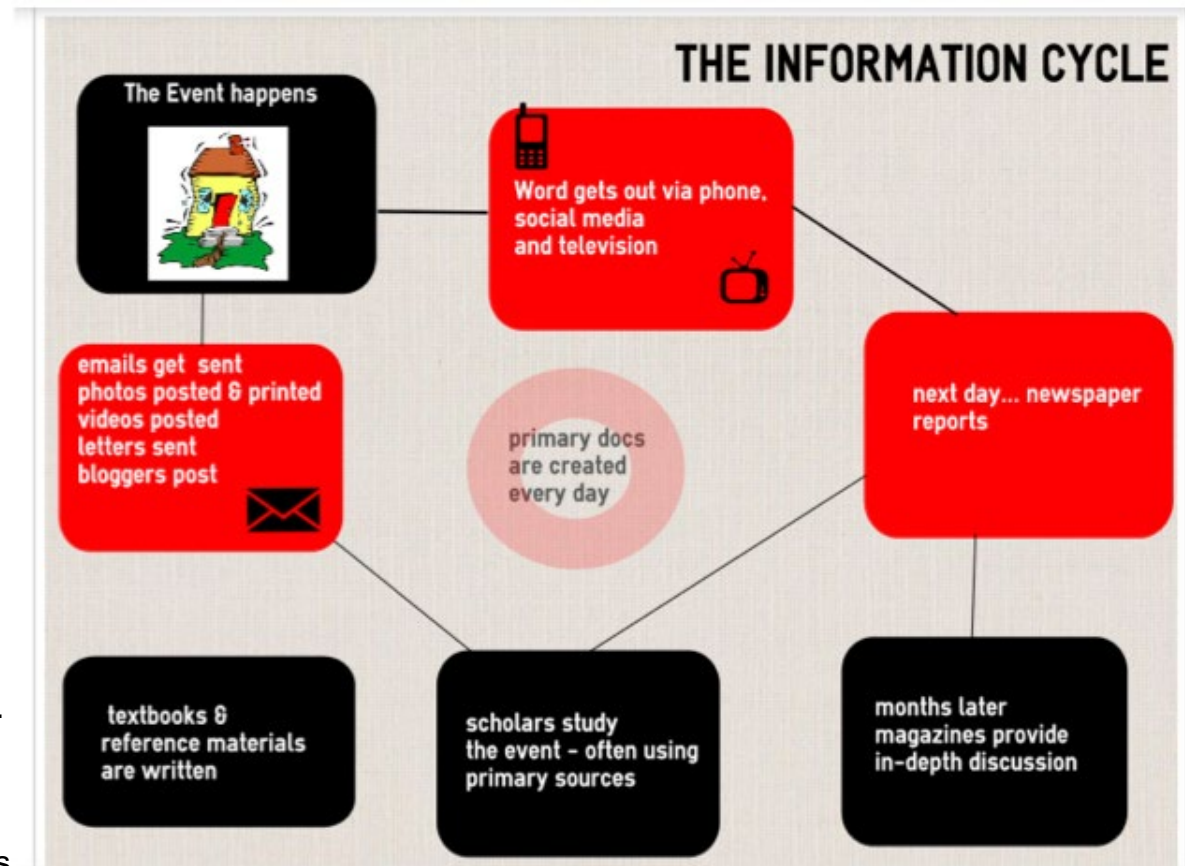 THE INFORMATION CYCLE
The Event happens
Word gets out via phone,
social media
and television
next day... newspaper
reports
emails get sent
photos posted & printed
videos posted
letters sent
bloggers post
primary docs
are created
every day
textbooks &
reference materials
are written
scholars study
the event - often using
primary sources
months later
magazines provide
in-depth discussion